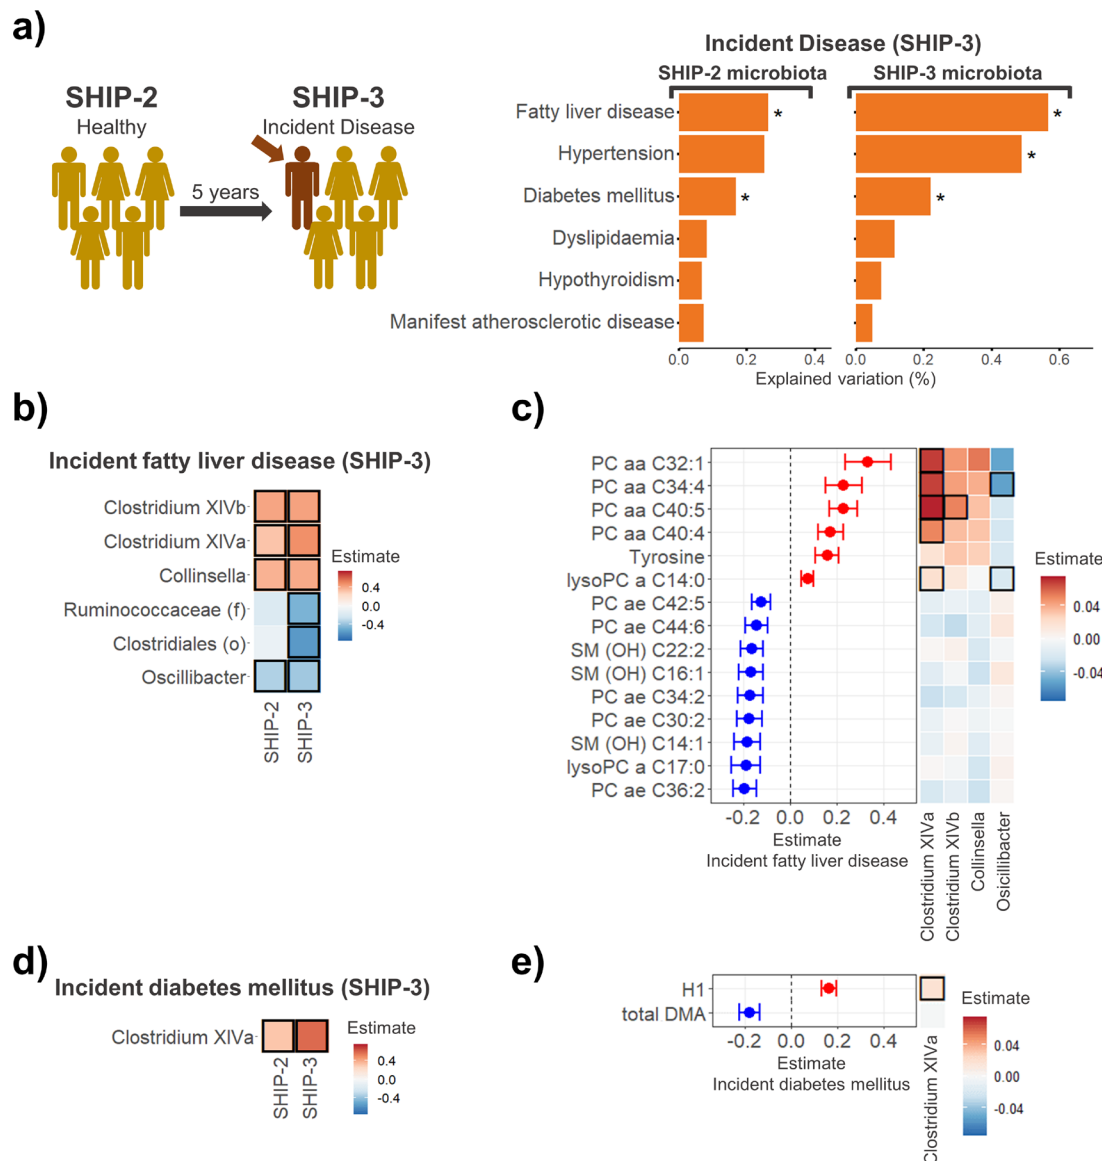 a)
SHIP-2
Healthy
5 years
SHIP-3
Incident Disease
Incident Disease (SHIP-3)
SHIP-2 microbiota
SHIP-3 microbiota
Fatty liver disease
*
*
Hypertension
*
Diabetes mellitus
*
*
Dyslipidaemia
Hypothyroidism
Manifest atherosclerotic disease
0.0 0.2 0.4 0.0 0.2 0.4 0.6
Explained variation (%)
b)
Incident fatty liver disease (SHIP-3)
Clostridium XIVb
Clostridium XIVa
Collinsella
Ruminococcaceae (f)
Clostridiales (o)
Oscillibacter
SHIP-2
SHIP-3
Estimate
0.4
0.0
-0.4
c)
PC aa C32:1
PC aa C34:4
PC aa C40:5
PC aa C40:4
Tyrosine
lysoPC a C14:0
PC ae C42:5
PC ae C44:6
SM (OH) C22:2
SM (OH) C16:1
PC ae C34:2
PC ae C30:2
SM (OH) C14:1
lysoPC a C17:0
PC ae C36:2
-0.2 0.0 0.2 0.4
Estimate
Incident fatty liver disease
Clostridium XIVa
Clostridium XIVb
Collinsella
Osicillibacter
Estimate
0.04
0.00
-0.04
d)
Incident diabetes mellitus (SHIP-3)
Clostridium XIVa
SHIP-2
SHIP-3
Estimate
0.4
0.0
-0.4
e)
H1
total DMA
-0.2 0.0 0.2 0.4
Estimate
Incident diabetes mellitus
Clostridium XIVa
Estimate
0.04
0.00
-0.04